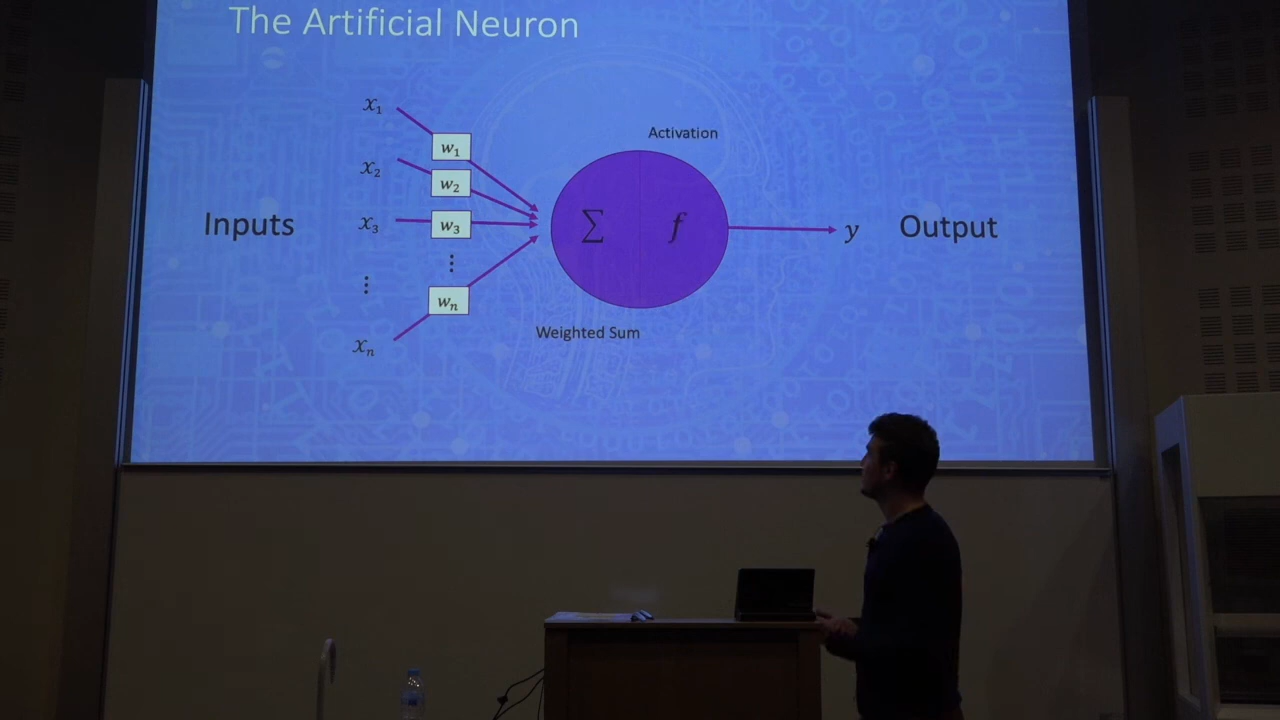 The Artificial Neuron
x₁
Activation
w₁
x₂
w₂
Inputs
x₃
w₃
∑
f
y
Output
⋮
⋮
wₙ
Weighted Sum
xₙ